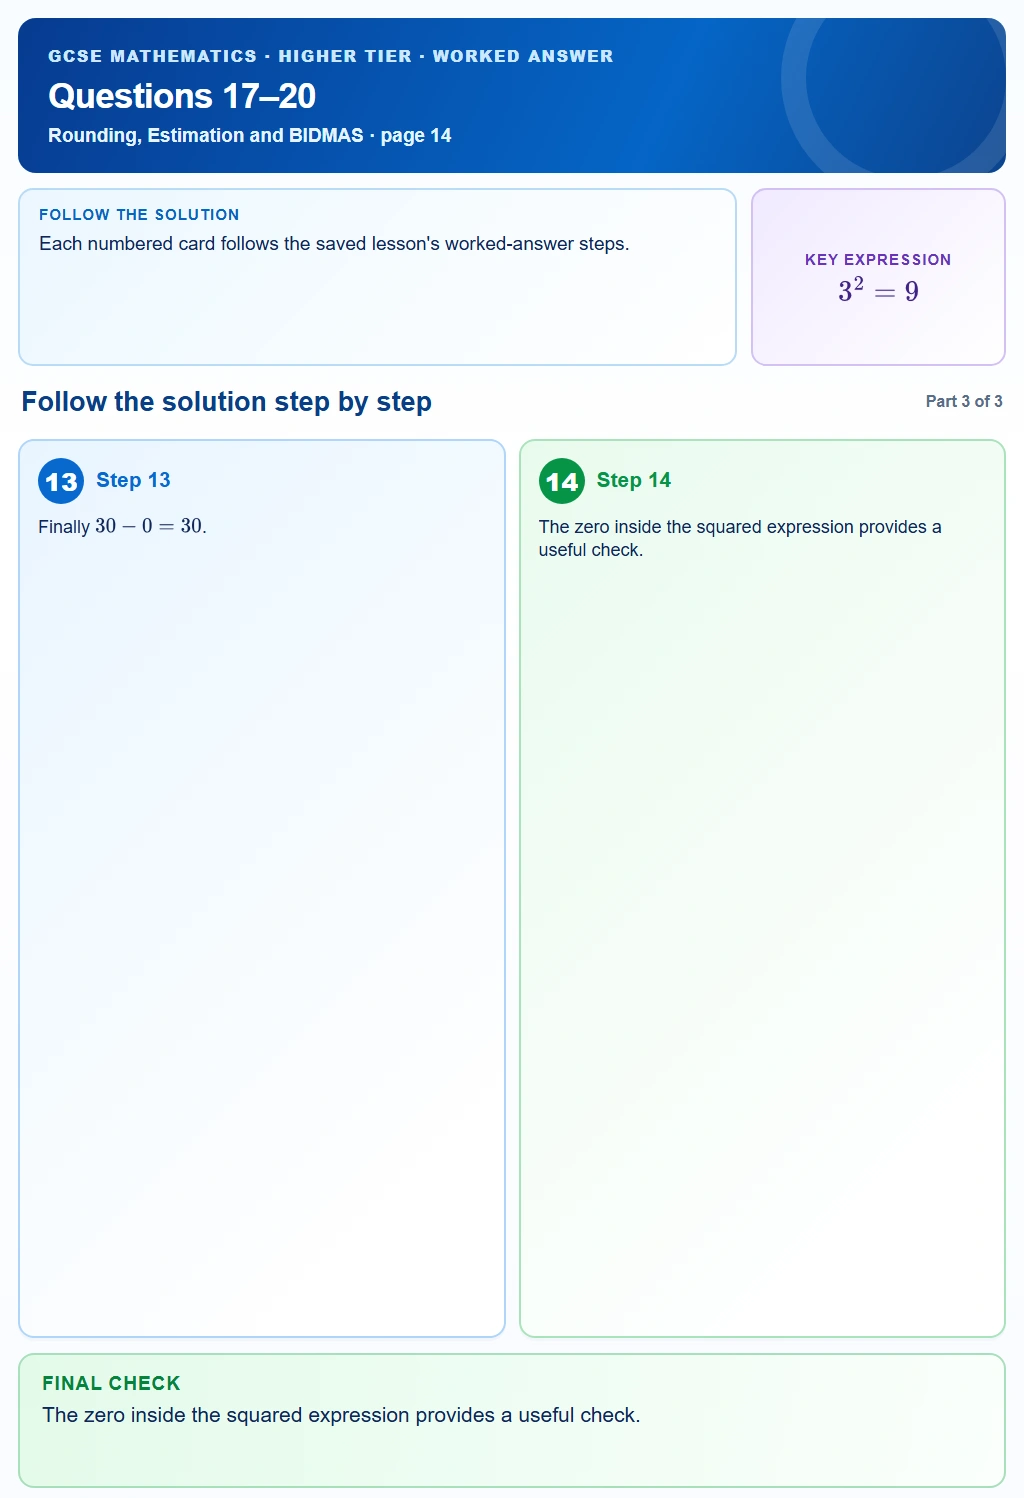 GCSE MATHEMATICS · HIGHER TIER · WORKED ANSWER
Questions 17–20
Rounding, Estimation and BIDMAS · page 14
FOLLOW THE SOLUTION
Each numbered card follows the saved lesson's worked-answer steps.
KEY EXPRESSION
3² = 9
Follow the solution step by step
Part 3 of 3
13 Step 13
Finally 30 − 0 = 30.
14 Step 14
The zero inside the squared expression provides a
useful check.
FINAL CHECK
The zero inside the squared expression provides a useful check.